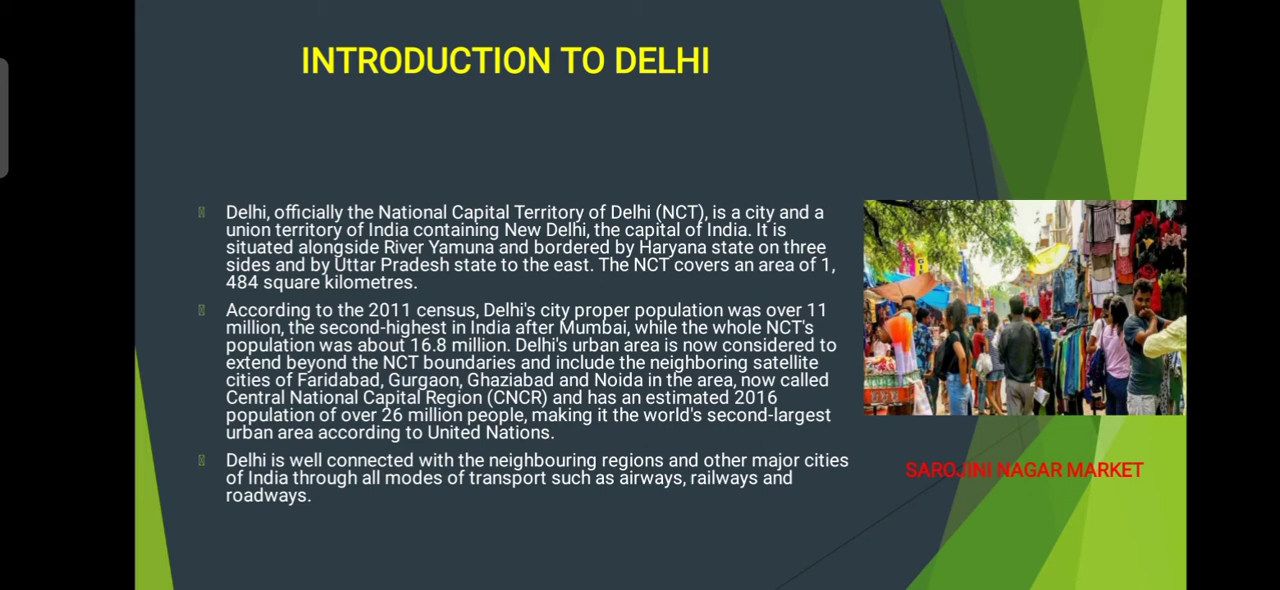 INTRODUCTION TO DELHI
Delhi, officially the National Capital Territory of Delhi (NCT), is a city and a
union territory of India containing New Delhi, the capital of India. It is
situated alongside River Yamuna and bordered by Haryana state on three
sides and by Uttar Pradesh state to the east. The NCT covers an area of 1,
484 square kilometres.
According to the 2011 census, Delhi's city proper population was over 11
million, the second-highest in India after Mumbai, while the whole NCT's
population was about 16.8 million. Delhi's urban area is now considered to
extend beyond the NCT boundaries and include the neighboring satellite
cities of Faridabad, Gurgaon, Ghaziabad and Noida in the area, now called
Central National Capital Region (CNCR) and has an estimated 2016
population of over 26 million people, making it the world's second-largest
urban area according to United Nations.
Delhi is well connected with the neighbouring regions and other major cities
of India through all modes of transport such as airways, railways and
roadways.
SAROJINI NAGAR MARKET